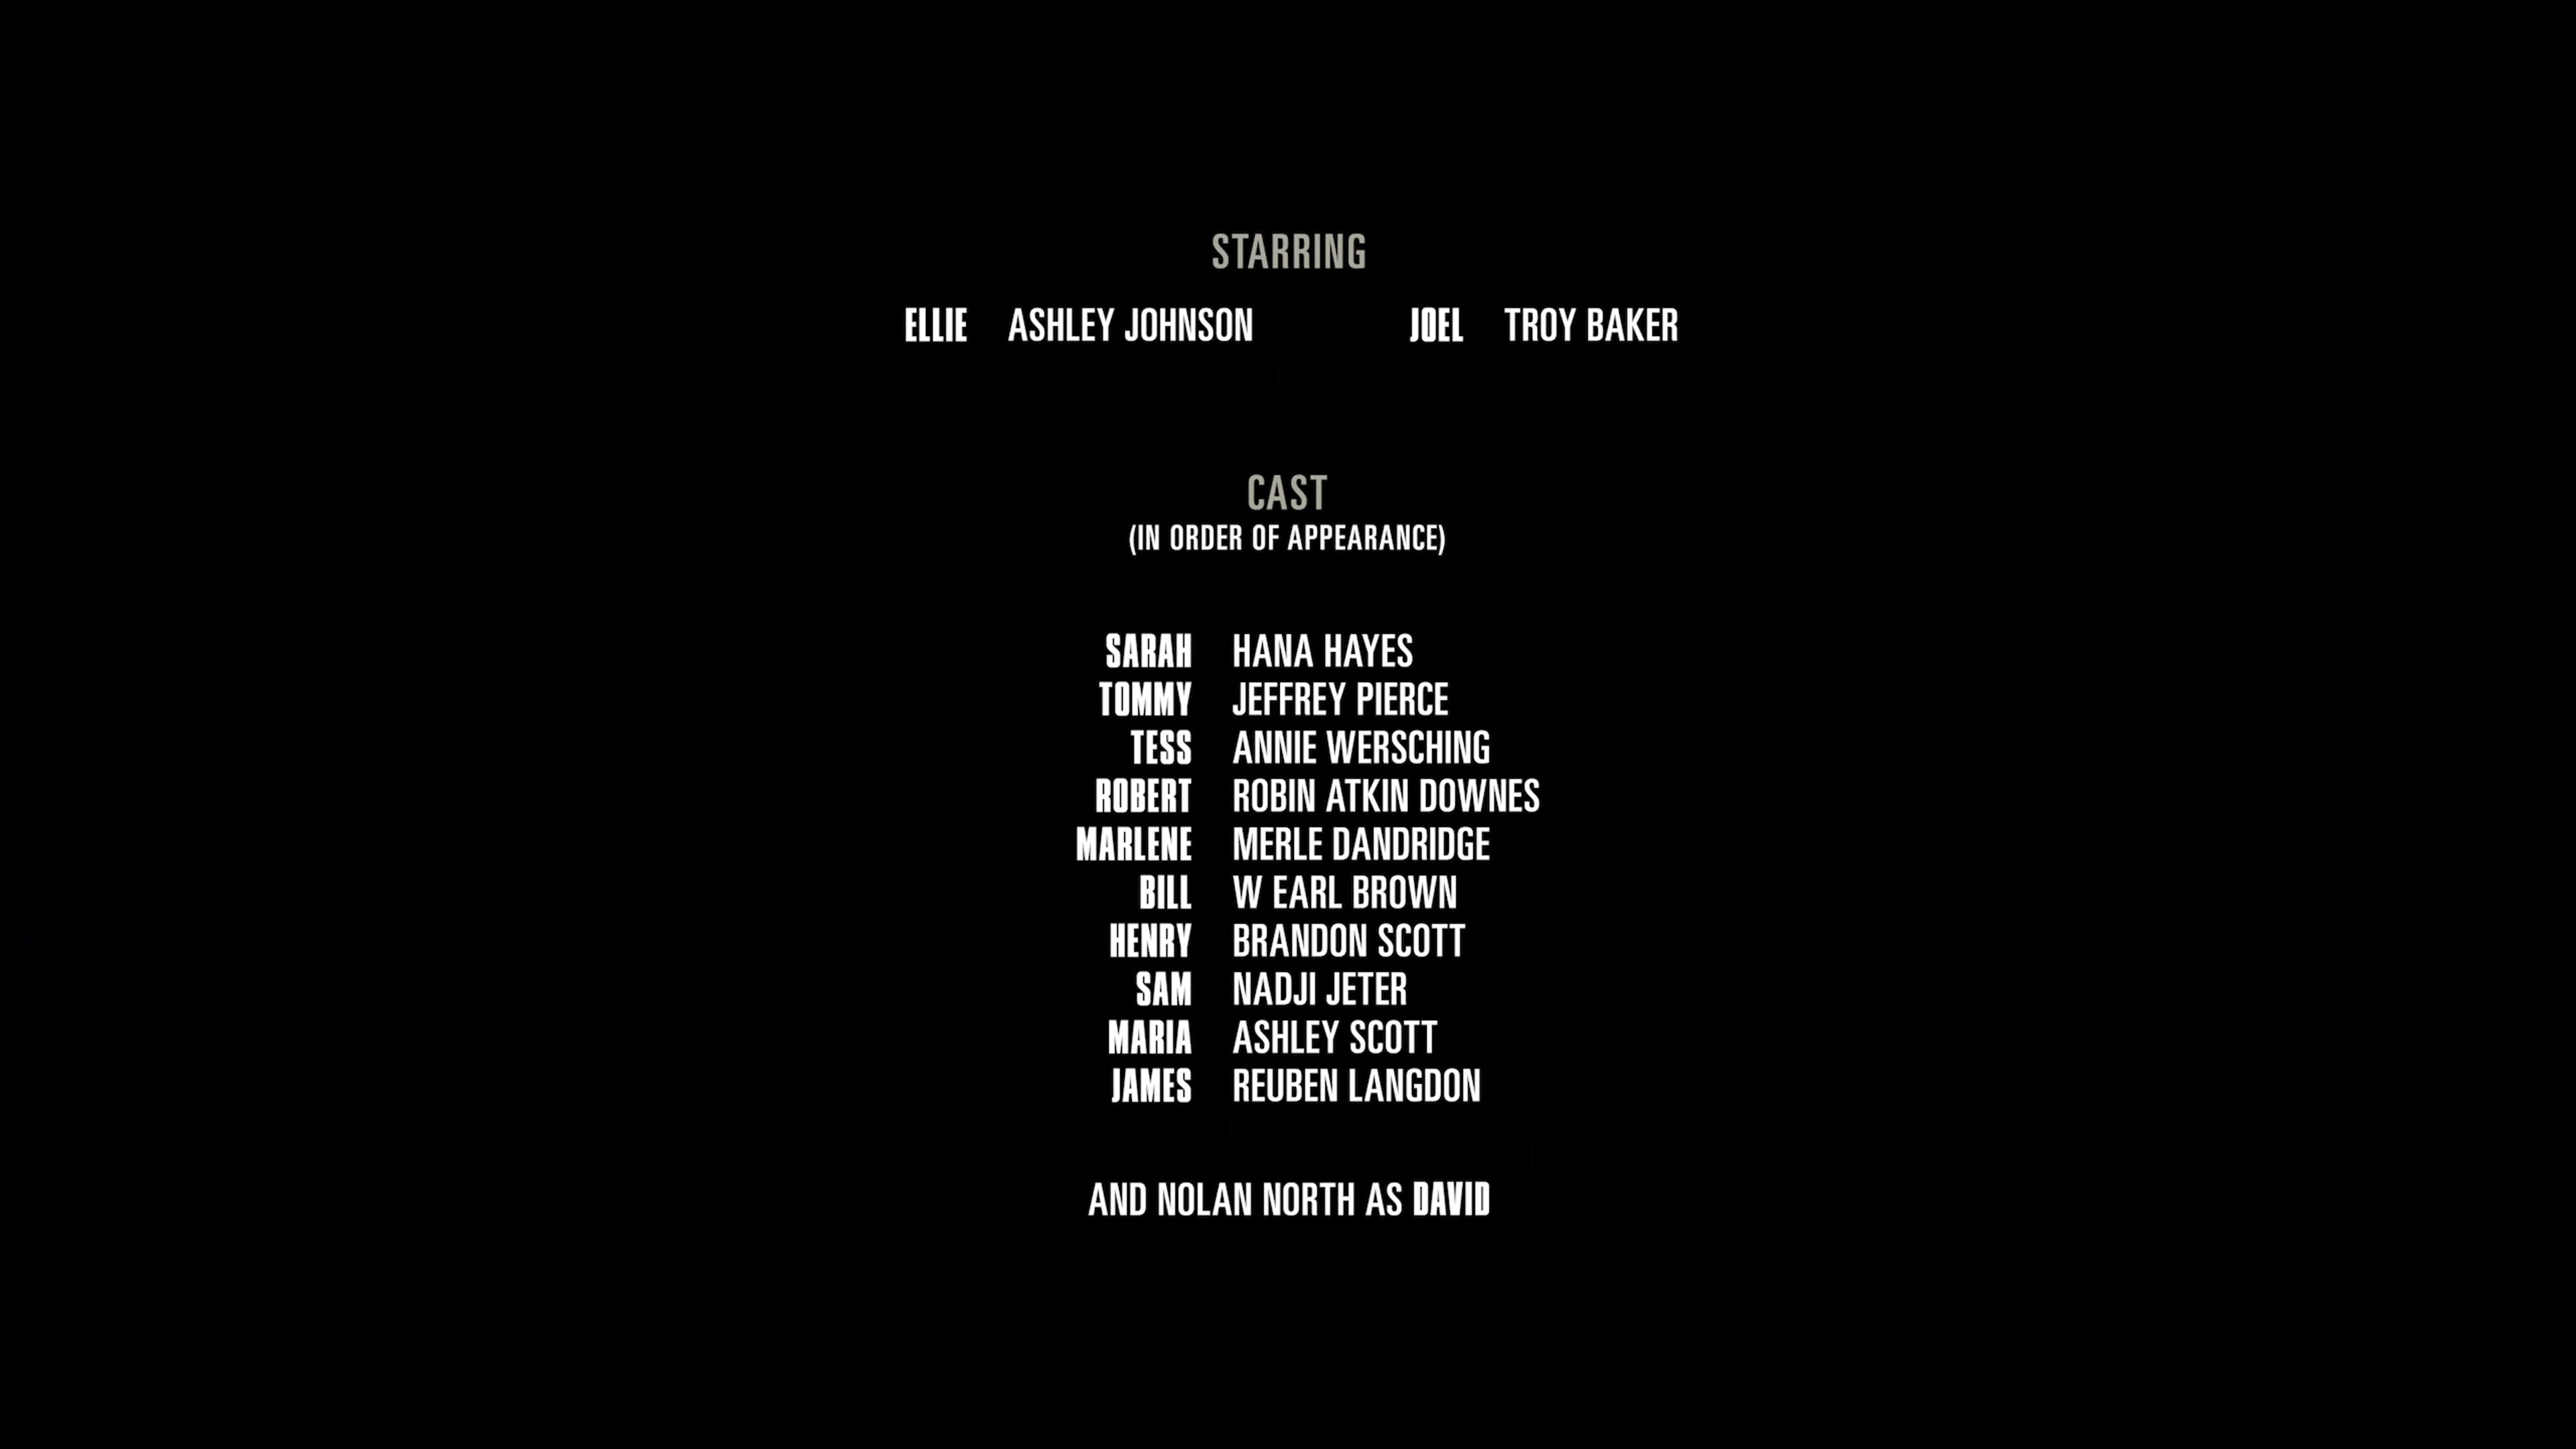 STARRING
ELLIE ASHLEY JOHNSON JOEL TROY BAKER
CAST
(IN ORDER OF APPEARANCE)
SARAH HANA HAYES
TOMMY JEFFREY PIERCE
TESS ANNIE WERSCHING
ROBERT ROBIN ATKIN DOWNES
MARLENE MERLE DANDRIDGE
BILL W EARL BROWN
HENRY BRANDON SCOTT
SAM NADJI JETER
MARIA ASHLEY SCOTT
JAMES REUBEN LANGDON
AND NOLAN NORTH AS DAVID